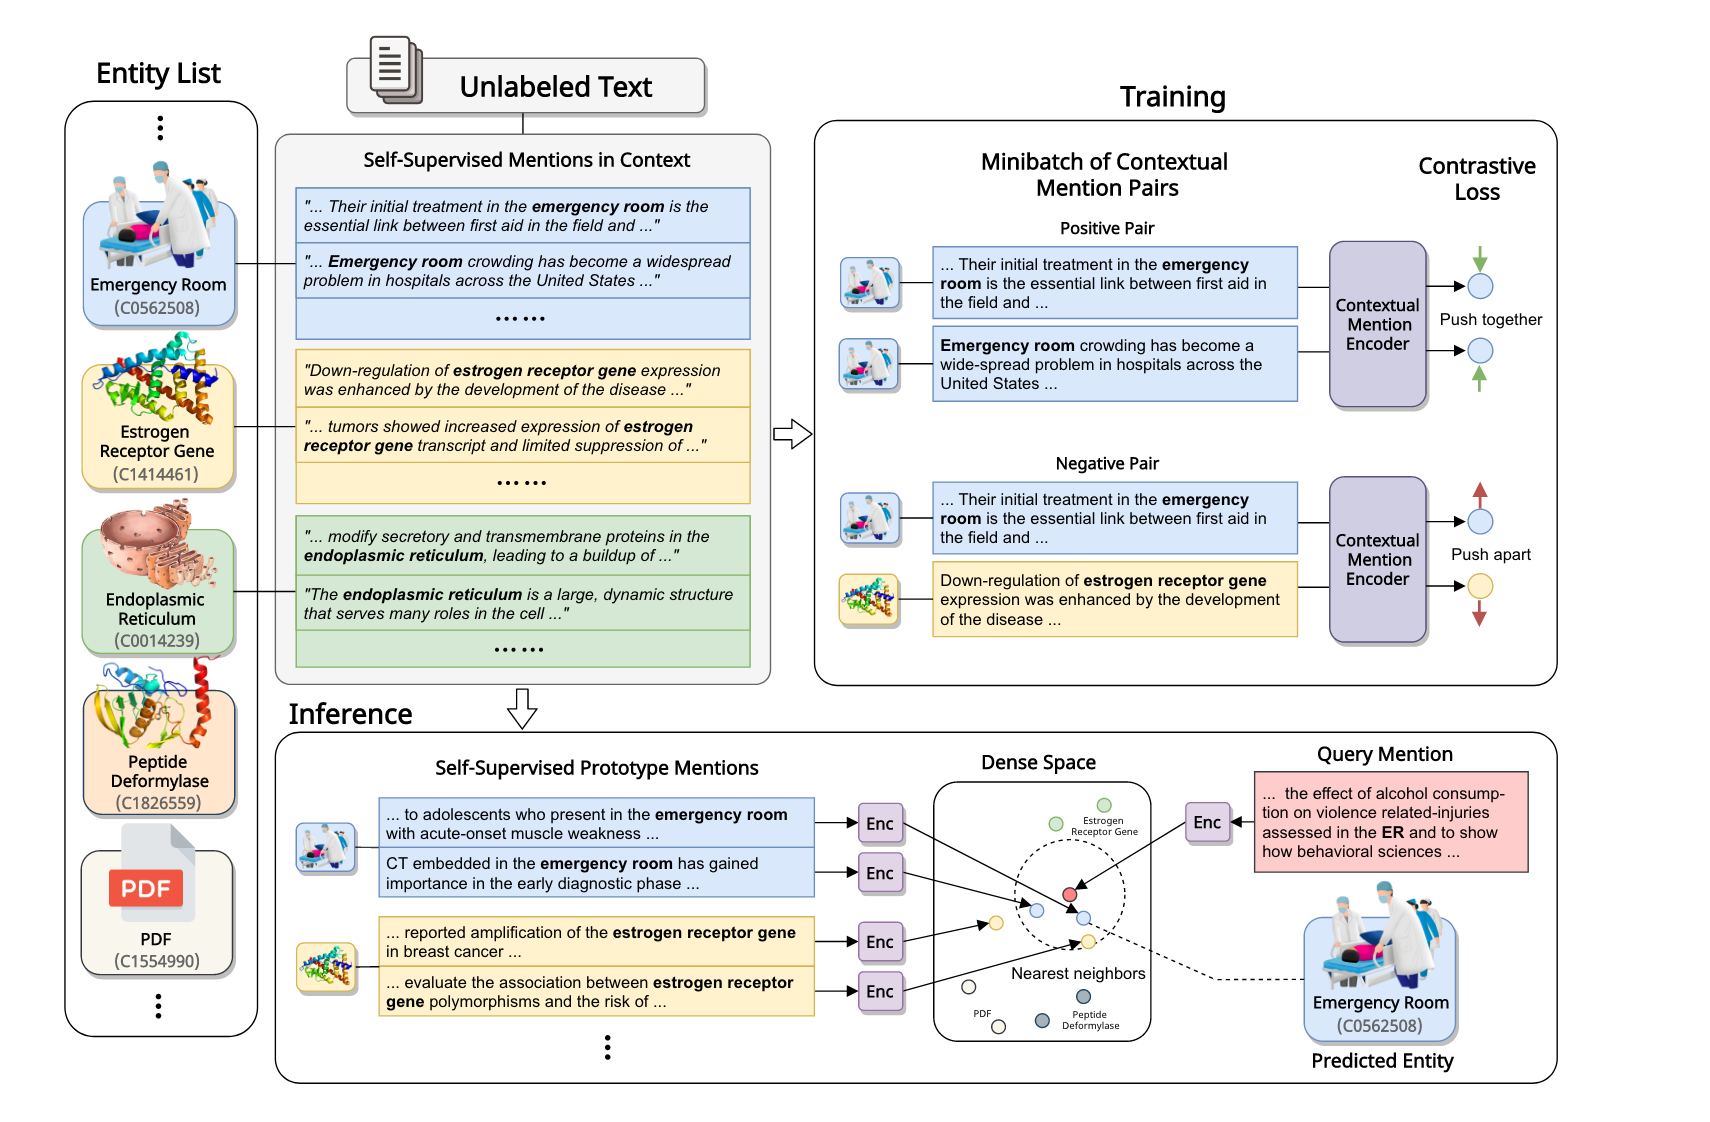 Entity List
Emergency Room
(C0562508)
Estrogen
Receptor Gene
(C1414461)
Endoplasmic
Reticulum
(C0014239)
Peptide
Deformylase
(C1826559)
PDF
PDF
(C1554990)
Unlabeled Text
Self-Supervised Mentions in Context
"... Their initial treatment in the emergency room is the
essential link between first aid in the field and ..."
"... Emergency room crowding has become a widespread
problem in hospitals across the United States ..."
......
"Down-regulation of estrogen receptor gene expression
was enhanced by the development of the disease ..."
"... tumors showed increased expression of estrogen
receptor gene transcript and limited suppression of ..."
......
"... modify secretory and transmembrane proteins in the
endoplasmic reticulum, leading to a buildup of ..."
"The endoplasmic reticulum is a large, dynamic structure
that serves many roles in the cell ..."
......
Training
Minibatch of Contextual
Mention Pairs
Contrastive
Loss
Positive Pair
... Their initial treatment in the emergency
room is the essential link between first aid in
the field and ...
Emergency room crowding has become a
wide-spread problem in hospitals across the
United States ...
Contextual
Mention
Encoder
Push together
Negative Pair
... Their initial treatment in the emergency
room is the essential link between first aid in
the field and ...
Down-regulation of estrogen receptor gene
expression was enhanced by the development
of the disease ...
Contextual
Mention
Encoder
Push apart
Inference
Self-Supervised Prototype Mentions
... to adolescents who present in the emergency room
with acute-onset muscle weakness ...
CT embedded in the emergency room has gained
importance in the early diagnostic phase ...
... reported amplification of the estrogen receptor gene
in breast cancer ...
... evaluate the association between estrogen receptor
gene polymorphisms and the risk of ...
Enc
Enc
Enc
Enc
Dense Space
Estrogen
Receptor Gene
Nearest neighbors
PDF
Peptide
Deformylase
Enc
Query Mention
... the effect of alcohol consump-
tion on violence related-injuries
assessed in the ER and to show
how behavioral sciences ...
Emergency Room
(C0562508)
Predicted Entity